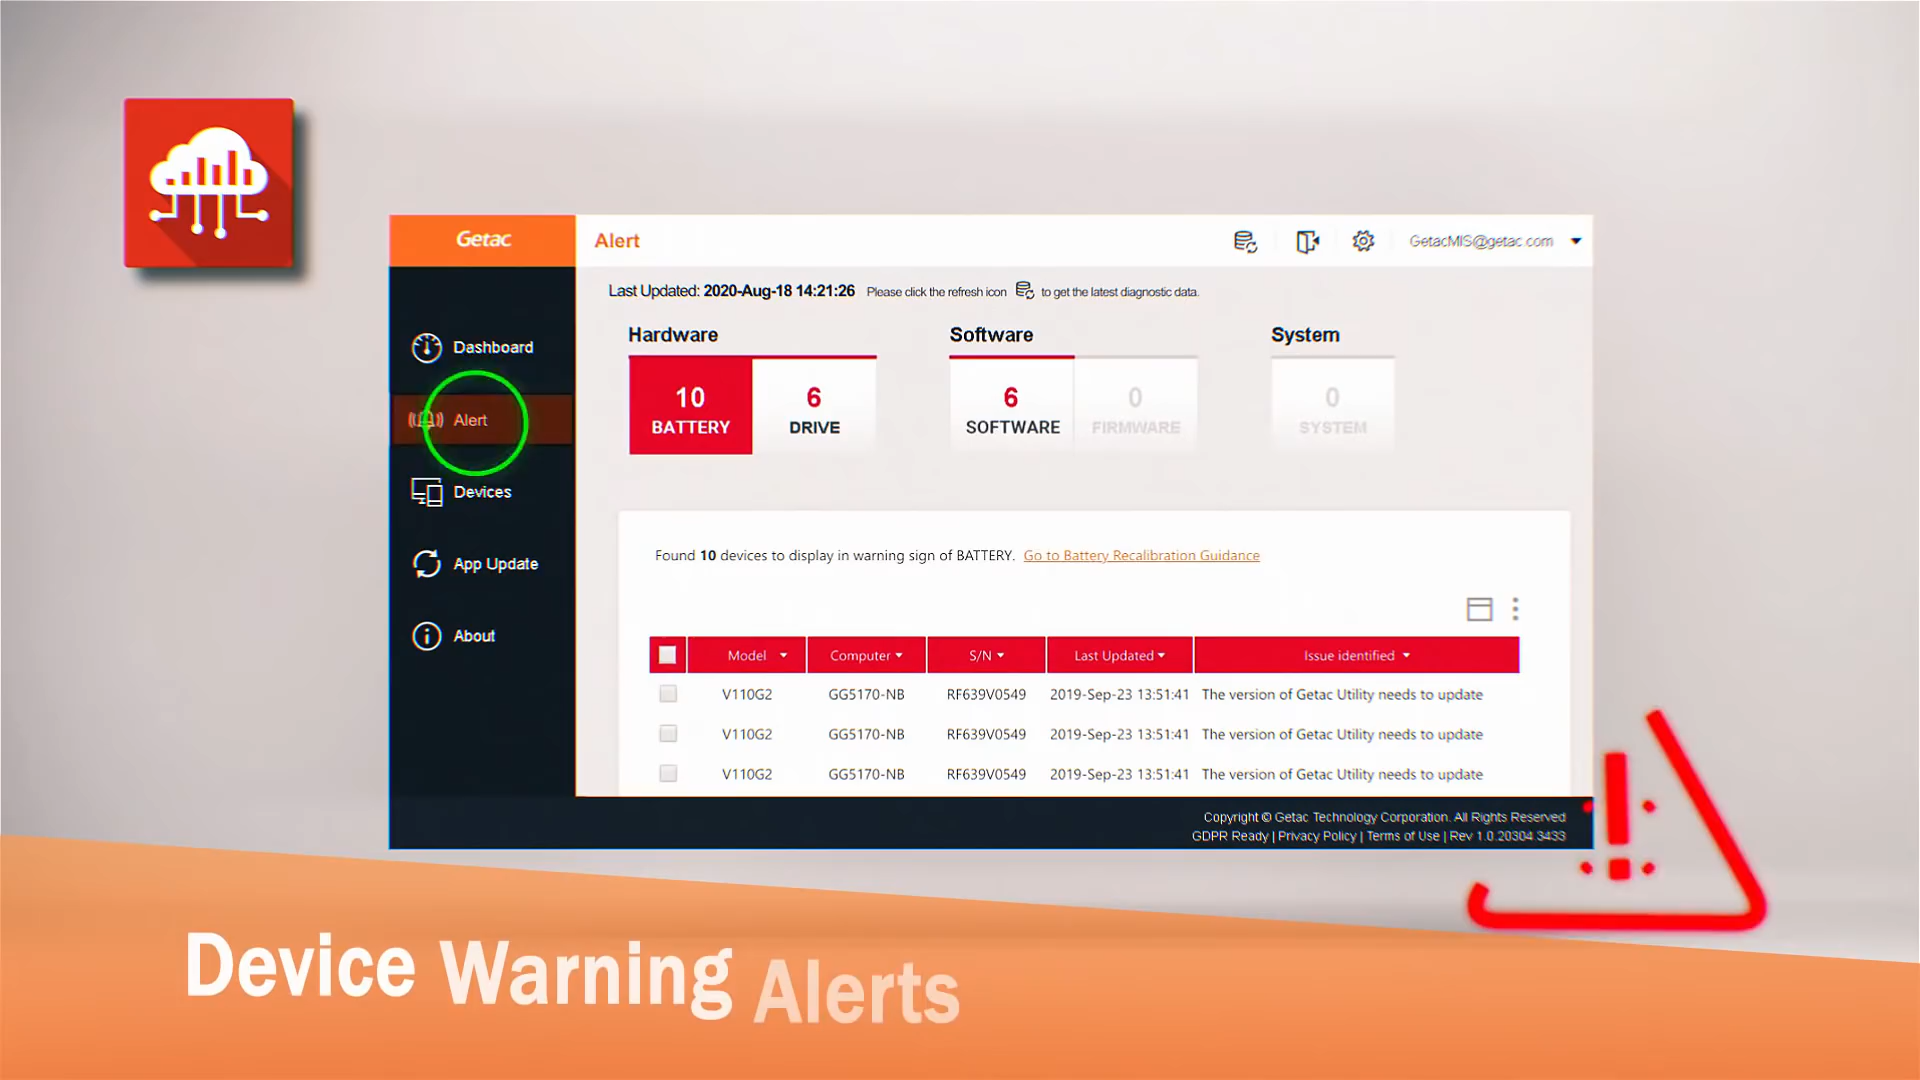 Getac
Alert
GetacMIS@getac.com
Last Updated: 2020-Aug-18 14:21:26 Please click the refresh icon to get the latest diagnostic data.
Dashboard
Alert
Devices
App Update
About
Hardware
Software
System
10
BATTERY
6
DRIVE
6
SOFTWARE
0
FIRMWARE
0
SYSTEM
Found 10 devices to display in warning sign of BATTERY. Go to Battery Recalibration Guidance
Model Computer S/N Last Updated Issue identified
V110G2 GG5170-NB RF639V0549 2019-Sep-23 13:51:41 The version of Getac Utility needs to update
V110G2 GG5170-NB RF639V0549 2019-Sep-23 13:51:41 The version of Getac Utility needs to update
V110G2 GG5170-NB RF639V0549 2019-Sep-23 13:51:41 The version of Getac Utility needs to update
Copyright © Getac Technology Corporation. All Rights Reserved
GDPR Ready | Privacy Policy | Terms of Use | Rev 1.0.20304.3433
Device Warning Alerts